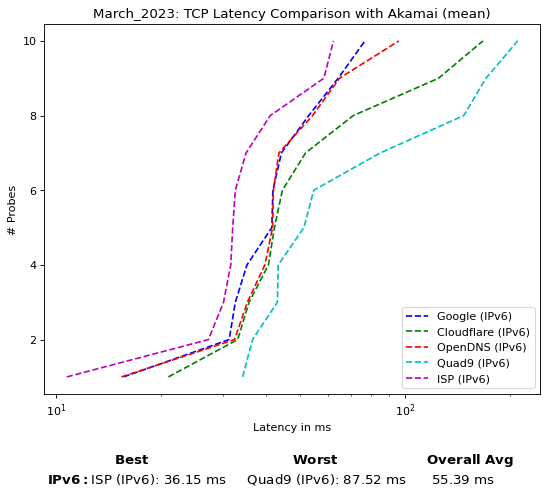 March_2023: TCP Latency Comparison with Akamai (mean)
# Probes
10
8
6
4
2
Google (IPv6)
Cloudflare (IPv6)
OpenDNS (IPv6)
Quad9 (IPv6)
ISP (IPv6)
10¹ 10²
Latency in ms
Best Worst Overall Avg
IPv6: ISP (IPv6): 36.15 ms Quad9 (IPv6): 87.52 ms 55.39 ms